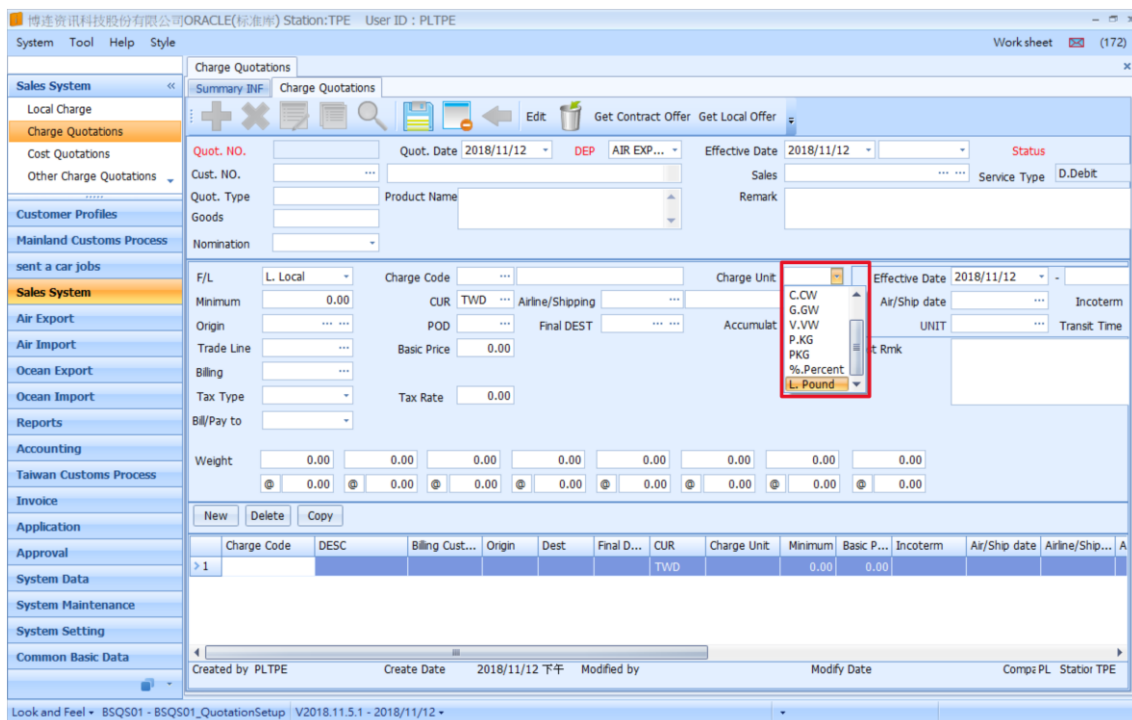 博连资讯科技股份有限公司ORACLE(标准库) Station:TPE User ID : PLTPE
System Tool Help Style Work sheet (172)
Charge Quotations
Sales System
Summary INF Charge Quotations
Local Charge
Charge Quotations
Cost Quotations
Other Charge Quotations
Customer Profiles
Mainland Customs Process
sent a car jobs
Sales System
Air Export
Air Import
Ocean Export
Ocean Import
Reports
Accounting
Taiwan Customs Process
Invoice
Application
Approval
System Data
System Maintenance
System Setting
Common Basic Data
Edit Get Contract Offer Get Local Offer
Quot. NO. Quot. Date 2018/11/12 DEP AIR EXP... Effective Date 2018/11/12 Status
Cust. NO. ... Sales ... ... Service Type D.Debit
Quot. Type Product Name Remark
Goods
Nomination
F/L L. Local Charge Code ... Charge Unit Effective Date 2018/11/12 -
Minimum 0.00 CUR TWD ... Airline/Shipping ... Air/Ship date ... Incoterm
Origin ... ... POD ... Final DEST ... ... Accumulat UNIT ... Transit Time
Trade Line ... Basic Price 0.00 t Rmk
Billing ...
Tax Type Tax Rate 0.00
Bill/Pay to
C.CW
G.GW
V.VW
P.KG
PKG
%.Percent
L. Pound
Weight 0.00 0.00 0.00 0.00 0.00 0.00 0.00 0.00
@ 0.00 @ 0.00 @ 0.00 @ 0.00 @ 0.00 @ 0.00 @ 0.00 @ 0.00
New Delete Copy
Charge Code DESC Billing Cust... Origin Dest Final D... CUR Charge Unit Minimum Basic P... Incoterm Air/Ship date Airline/Ship... A
>1 TWD 0.00 0.00
Created by PLTPE Create Date 2018/11/12 下午 Modified by Modify Date Compa PL Station TPE
Look and Feel BSQS01 - BSQS01_QuotationSetup V2018.11.5.1 - 2018/11/12